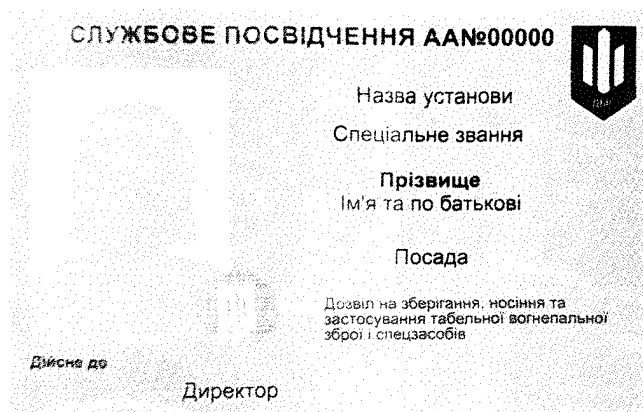 СЛУЖБОВЕ ПОСВІДЧЕННЯ АА№00000
Назва установи
Спеціальне звання
Прізвище
Ім'я та по батькові
Посада
Дозвіл на зберігання, носіння та
застосування табельної вогнепальної
зброї і спецзасобів
Дійсне до
Директор